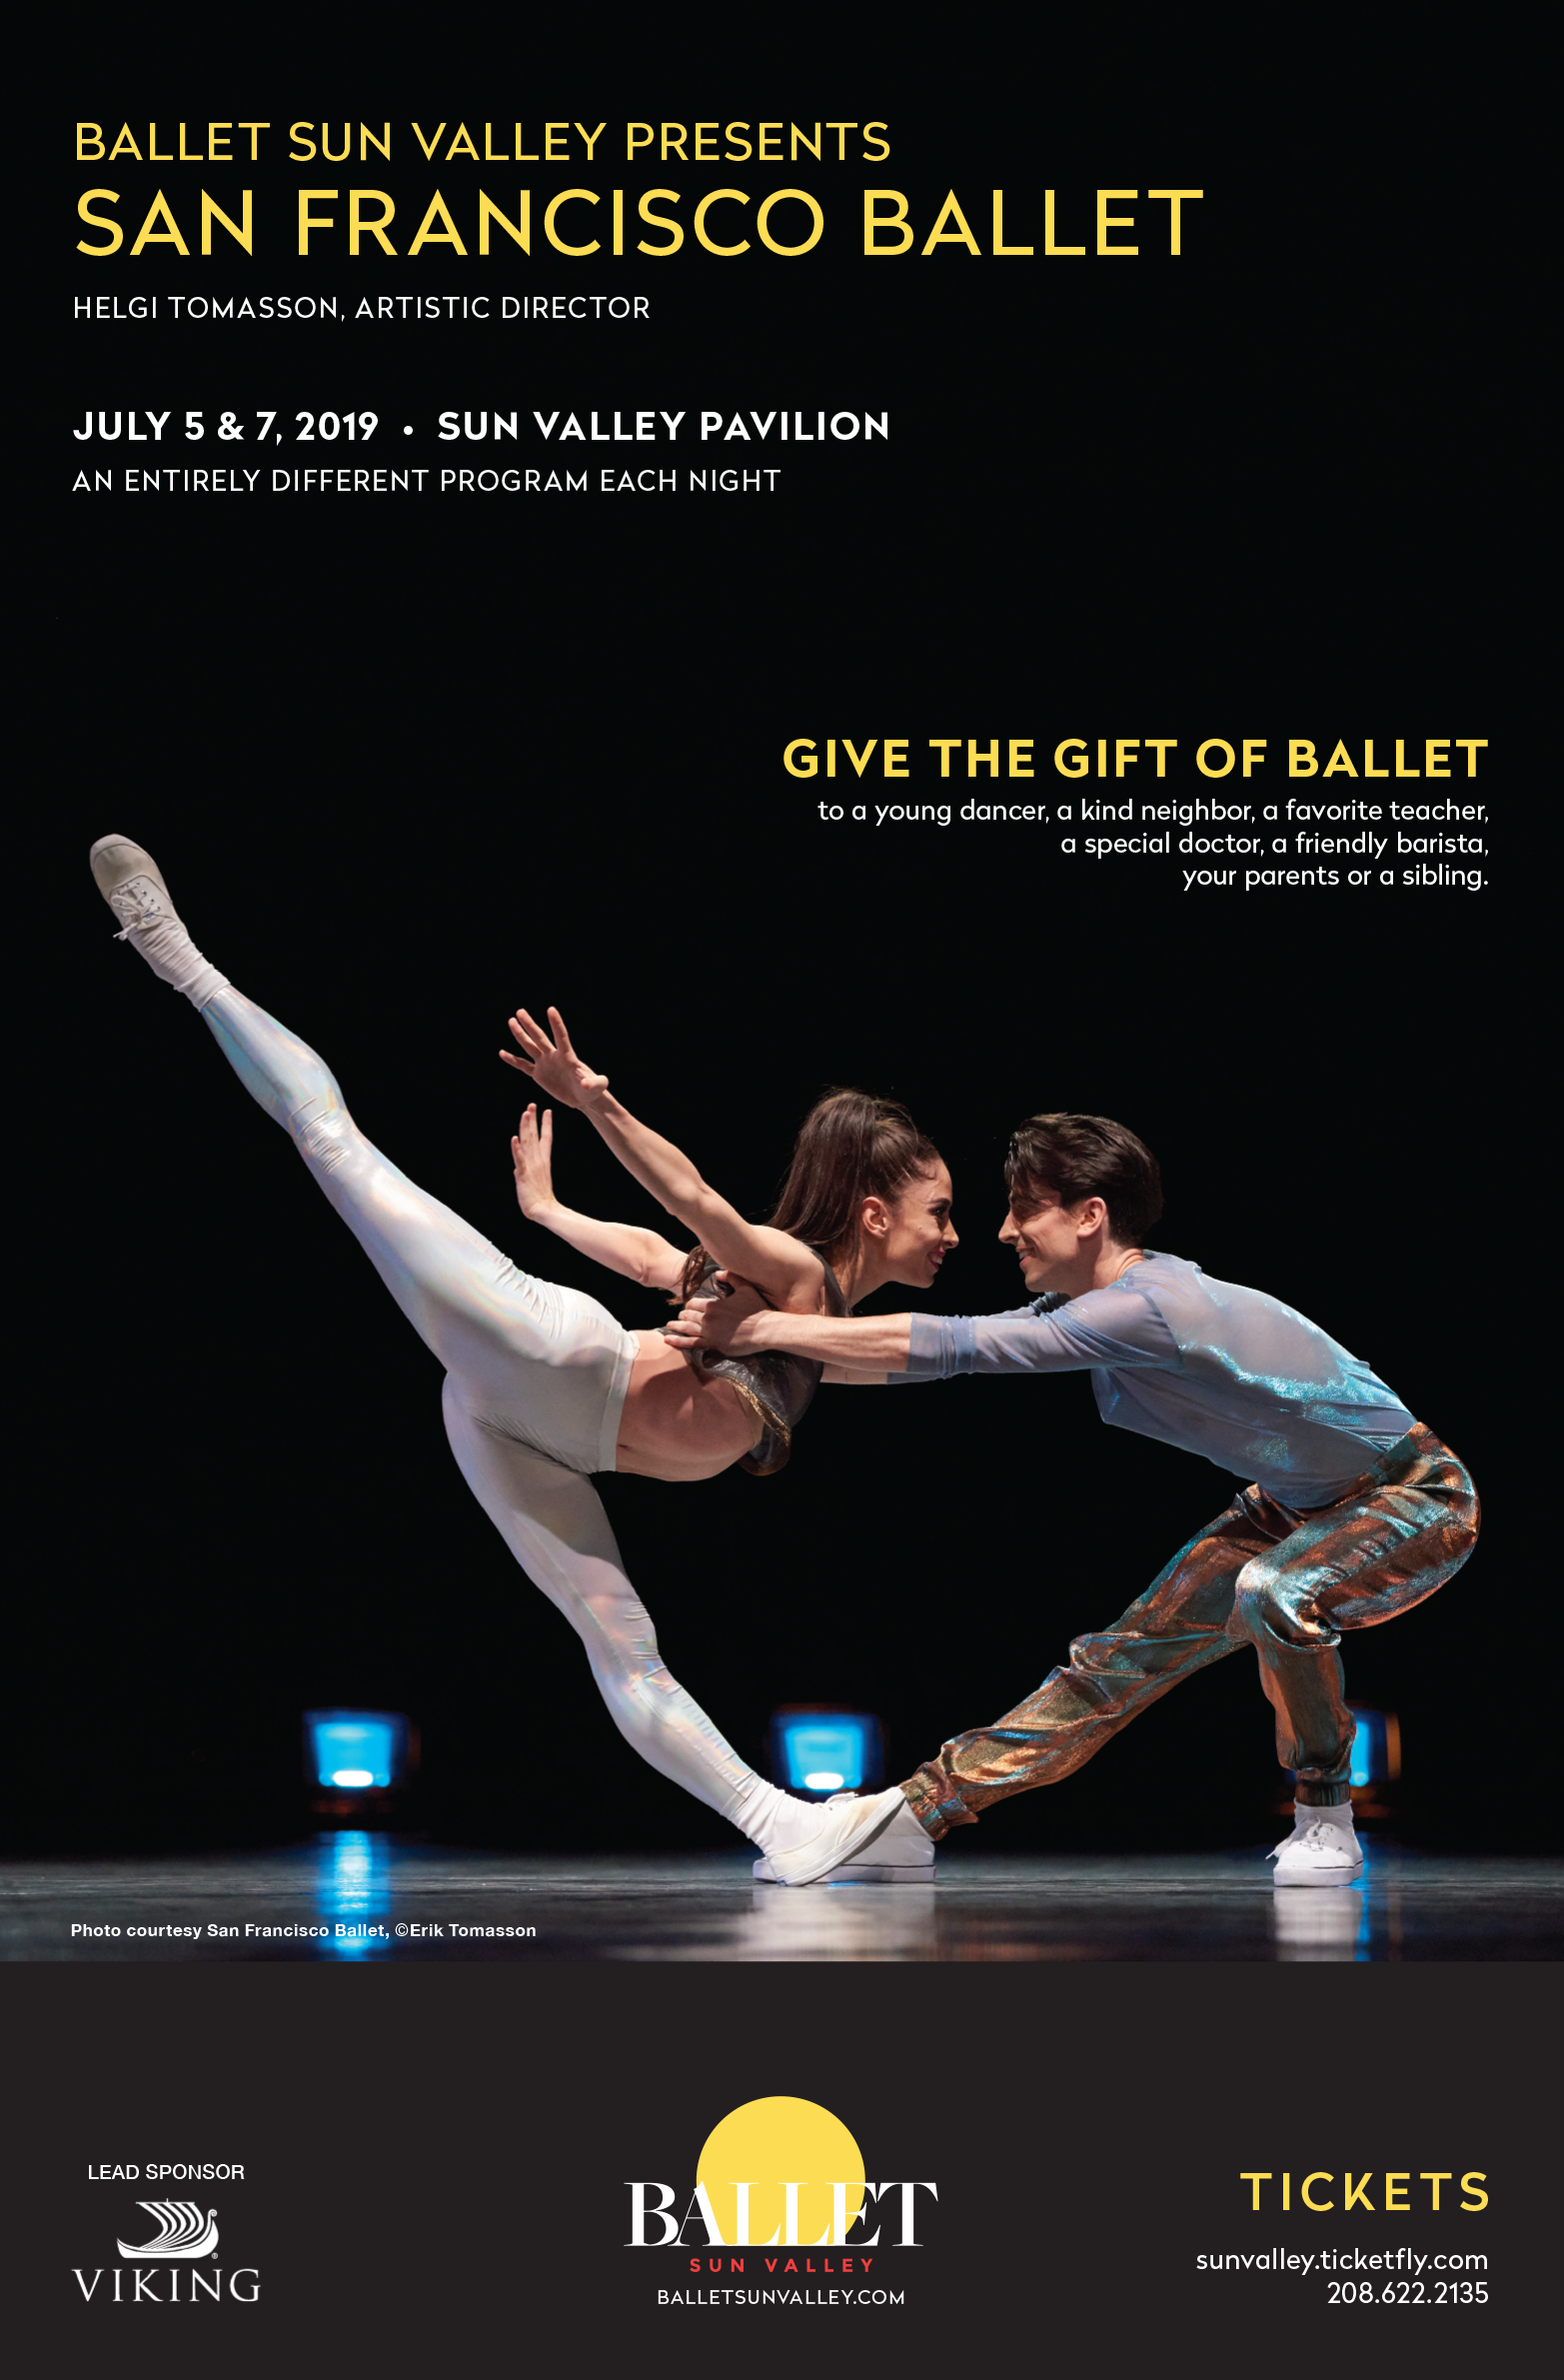 BALLET SUN VALLEY PRESENTS
SAN FRANCISCO BALLET
HELGI TOMASSON, ARTISTIC DIRECTOR
JULY 5 & 7, 2019 • SUN VALLEY PAVILION
AN ENTIRELY DIFFERENT PROGRAM EACH NIGHT
GIVE THE GIFT OF BALLET
to a young dancer, a kind neighbor, a favorite teacher,
a special doctor, a friendly barista,
your parents or a sibling.
Photo courtesy San Francisco Ballet, ©Erik Tomasson
LEAD SPONSOR
®
VIKING
BALLET
SUN VALLEY
BALLETSUNVALLEY.COM
TICKETS
sunvalley.ticketfly.com
208.622.2135